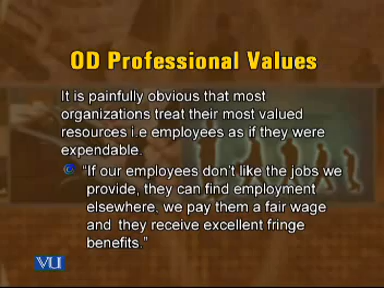 OD Professional Values
It is painfully obvious that most
organizations treat their most valued
resources i.e employees as if they were
expendable.
"If our employees don't like the jobs we
provide, they can find employment
elsewhere, we pay them a fair wage
and they receive excellent fringe
benefits."
VU